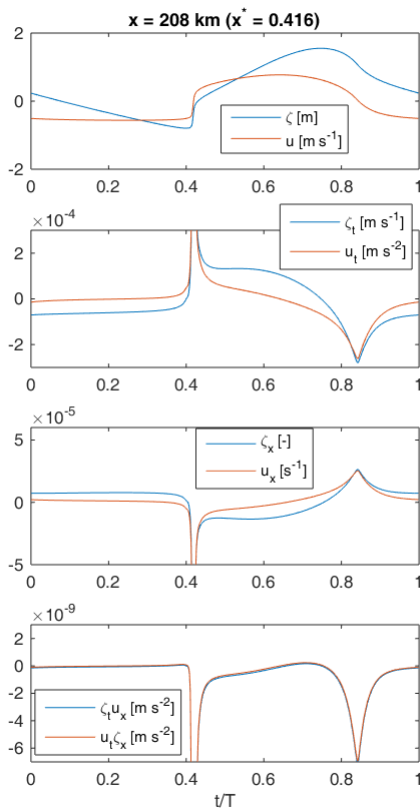 x = 208 km (x* = 0.416)
2
0
-2
ζ [m]
u [m s⁻¹]
0 0.2 0.4 0.6 0.8 1
×10⁻⁴
2
0
-2
ζₜ [m s⁻¹]
uₜ [m s⁻²]
0 0.2 0.4 0.6 0.8 1
×10⁻⁵
5
0
-5
ζₓ [-]
uₓ [s⁻¹]
0 0.2 0.4 0.6 0.8 1
×10⁻⁹
0
-2
-4
-6
ζₜuₓ [m s⁻²]
uₜζₓ [m s⁻²]
0 0.2 0.4 0.6 0.8 1
t/T